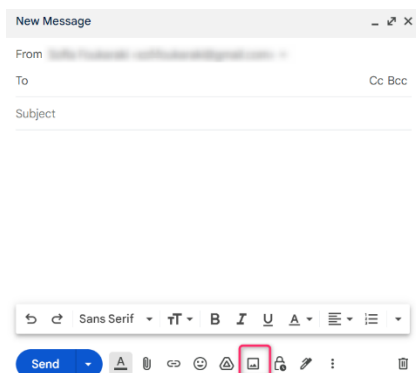 New Message
From
To Cc Bcc
Subject
Sans Serif
Send